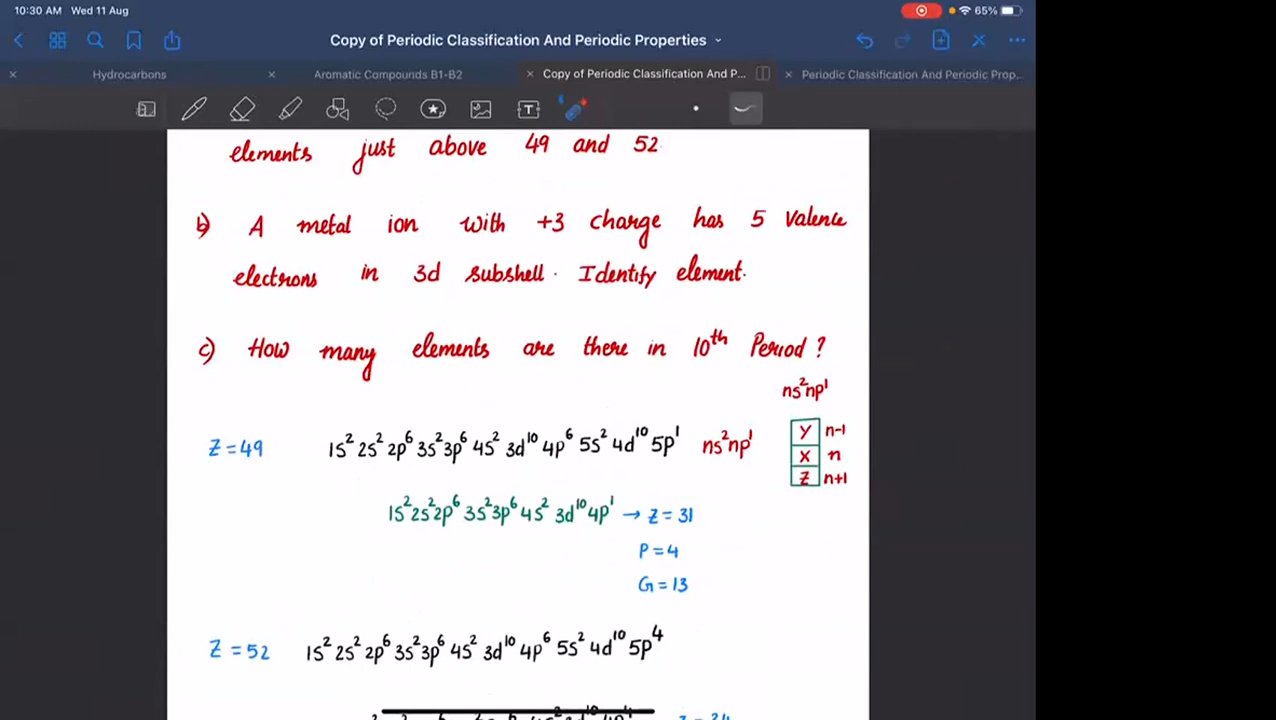 10:30 AM Wed 11 Aug
65%
Copy of Periodic Classification And Periodic Properties
Hydrocarbons
Aromatic Compounds B1-B2
Copy of Periodic Classification And P...
Periodic Classification And Periodic Prop...
elements just above 49 and 52
b) A metal ion with +3 charge has 5 Valence
electrons in 3d subshell. Identify element.
c) How many elements are there in 10th Period?
ns²np¹
Z=49 1s² 2s² 2p⁶ 3s² 3p⁶ 4s² 3d¹⁰ 4p⁶ 5s² 4d¹⁰ 5p¹ ns²np¹
Y n-1
X n
Z n+1
1s² 2s² 2p⁶ 3s² 3p⁶ 4s² 3d¹⁰ 4p¹ → Z=31
P=4
G=13
Z=52 1s² 2s² 2p⁶ 3s² 3p⁶ 4s² 3d¹⁰ 4p⁶ 5s² 4d¹⁰ 5p⁴